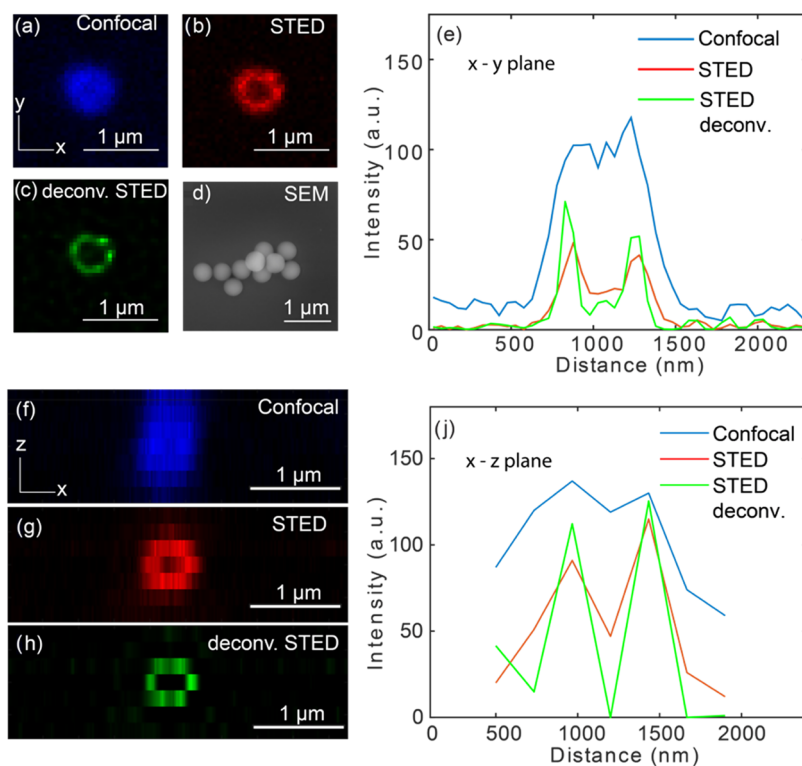 (a) Confocal
y
x
1 μm
(b) STED
1 μm
(c) deconv. STED
1 μm
d) SEM
1 μm
(e)
x - y plane
Confocal
STED
STED
deconv.
150
100
50
0
Intensity (a.u.)
0 500 1000 1500 2000
Distance (nm)
(f) Confocal
z
x
1 μm
(g) STED
1 μm
(h) deconv. STED
1 μm
(j)
x - z plane
Confocal
STED
STED
deconv.
150
100
50
0
Intensity (a.u.)
0 500 1000 1500 2000
Distance (nm)